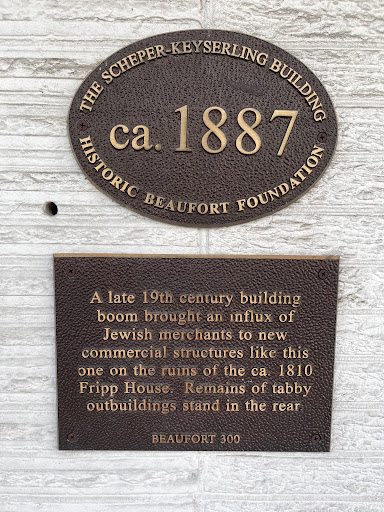 THE SCHEPER-KEYSERLING BUILDING
ca. 1887
HISTORIC BEAUFORT FOUNDATION
A late 19th century building
boom brought an influx of
Jewish merchants to new
commercial structures like this
one on the ruins of the ca. 1810
Fripp House. Remains of tabby
outbuildings stand in the rear
BEAUFORT 300